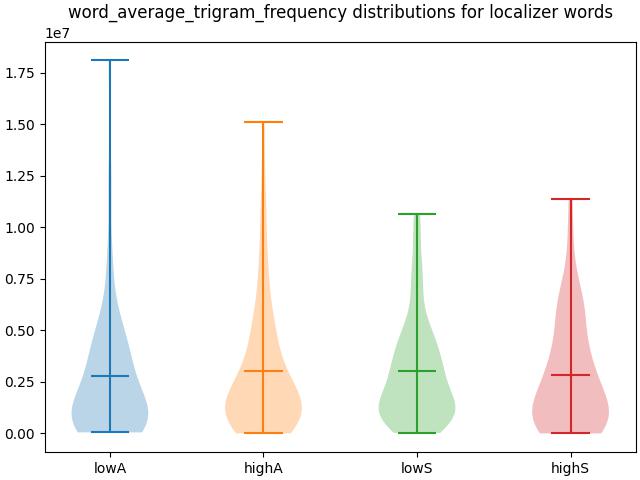 word_average_trigram_frequency distributions for localizer words
1e7
1.75
1.50
1.25
1.00
0.75
0.50
0.25
0.00
lowA highA lowS highS